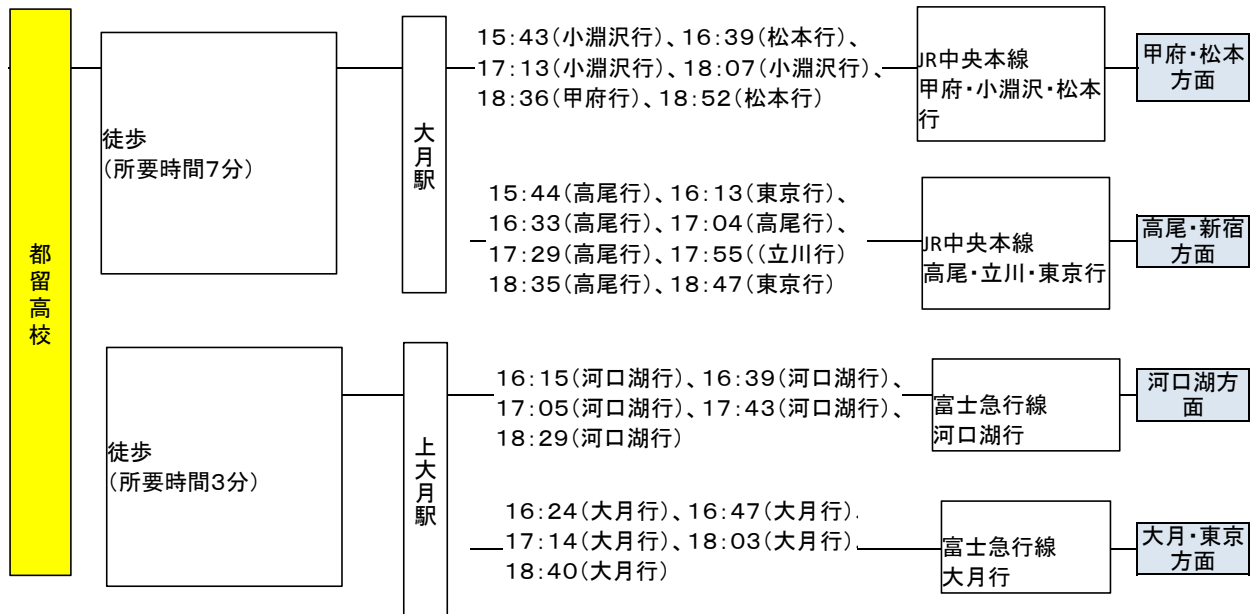 都留高校
徒歩
(所要時間7分)
大月駅
15:43(小淵沢行)、16:39(松本行)、
17:13(小淵沢行)、18:07(小淵沢行)、
18:36(甲府行)、18:52(松本行)
JR中央本線
甲府・小淵沢・松本
行
甲府・松本
方面
15:44(高尾行)、16:13(東京行)、
16:33(高尾行)、17:04(高尾行)、
17:29(高尾行)、17:55((立川行)
18:35(高尾行)、18:47(東京行)
JR中央本線
高尾・立川・東京行
高尾・新宿
方面
徒歩
(所要時間3分)
上大月駅
16:15(河口湖行)、16:39(河口湖行)、
17:05(河口湖行)、17:43(河口湖行)、
18:29(河口湖行)
富士急行線
河口湖行
河口湖方
面
16:24(大月行)、16:47(大月行)、
17:14(大月行)、18:03(大月行)、
18:40(大月行)
富士急行線
大月行
大月・東京
方面